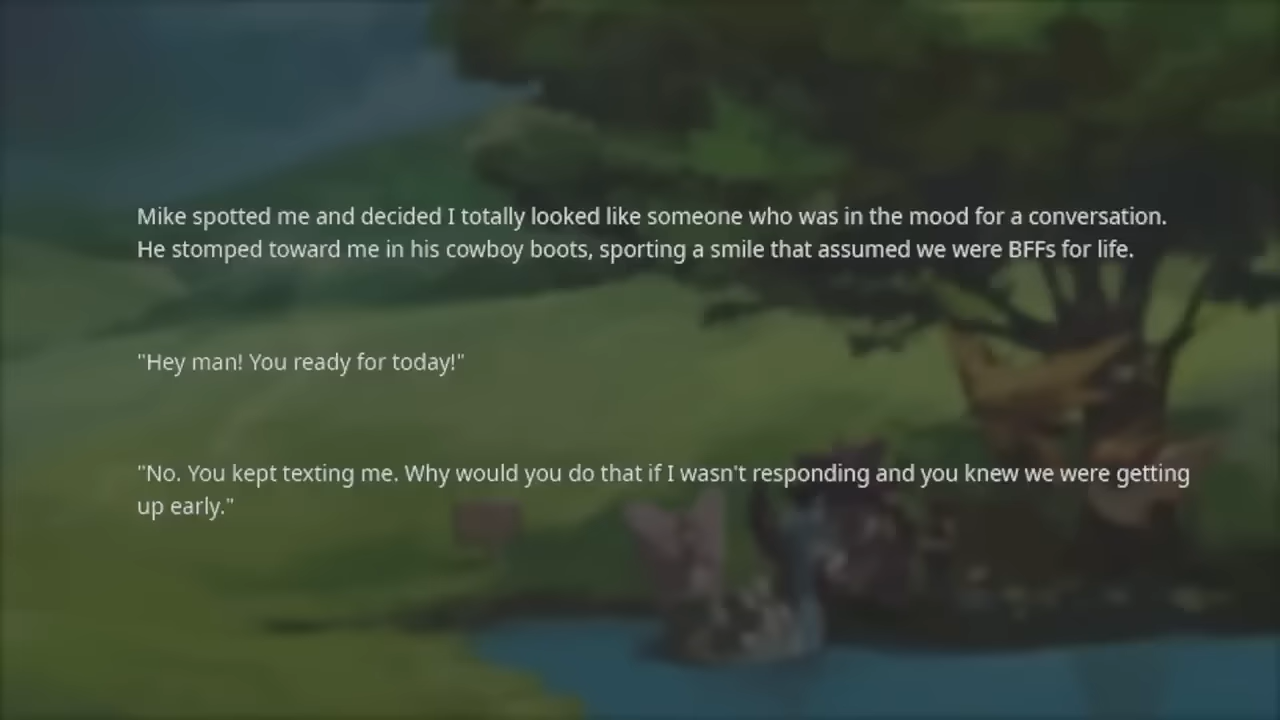 Mike spotted me and decided I totally looked like someone who was in the mood for a conversation.
He stomped toward me in his cowboy boots, sporting a smile that assumed we were BFFs for life.
"Hey man! You ready for today!"
"No. You kept texting me. Why would you do that if I wasn't responding and you knew we were getting
up early."